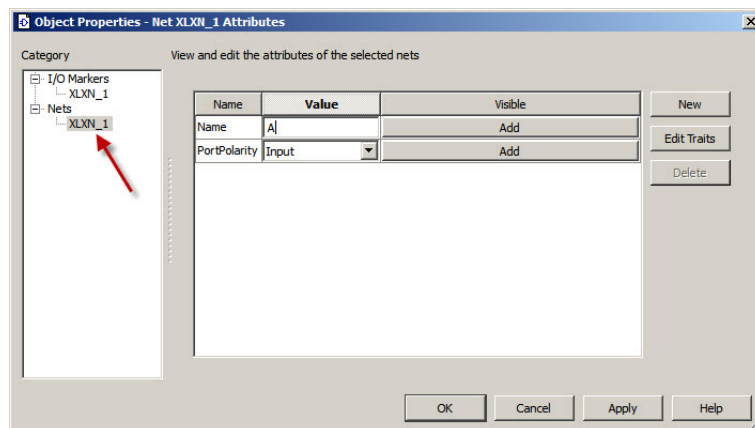 Object Properties - Net XLXN_1 Attributes
Category
View and edit the attributes of the selected nets
I/O Markers
XLXN_1
Nets
XLXN_1
Name Value Visible
Name A Add
PortPolarity Input Add
New
Edit Traits
Delete
OK Cancel Apply Help